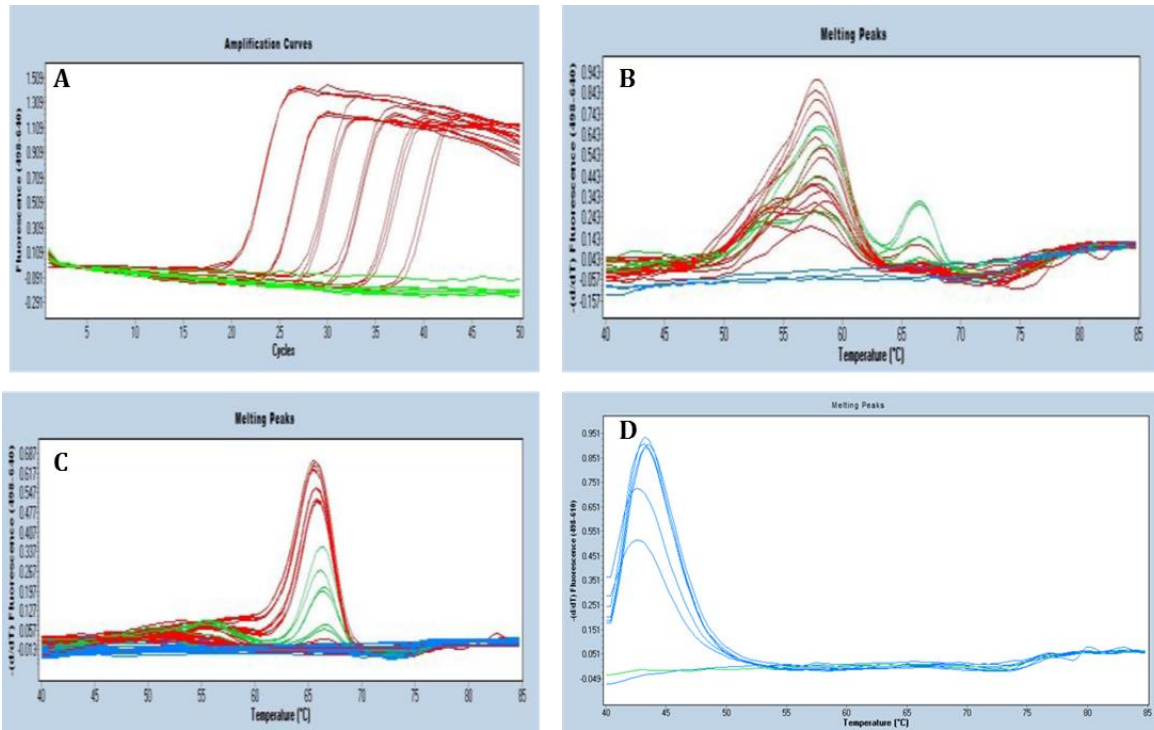 Amplification Curves
A
Fluorescence (498-640)
1.509
1.309
1.109
0.909
0.709
0.509
0.309
0.109
-0.091
-0.291
5 10 15 20 25 30 35 40 45 50
Cycles
Melting Peaks
B
-(d/dT) Fluorescence (498-640)
0.943
0.843
0.743
0.643
0.543
0.443
0.343
0.243
0.143
0.043
-0.057
-0.157
40 45 50 55 60 65 70 75 80 85
Temperature (°C)
Melting Peaks
C
-(d/dT) Fluorescence (498-640)
0.687
0.617
0.547
0.477
0.407
0.337
0.267
0.197
0.127
0.057
-0.013
40 45 50 55 60 65 70 75 80 85
Temperature (°C)
Melting Peaks
D
-(d/dT) Fluorescence (498-610)
0.951
0.851
0.751
0.651
0.551
0.451
0.351
0.251
0.151
0.051
-0.049
40 45 50 55 60 65 70 75 80 85
Temperature (°C)